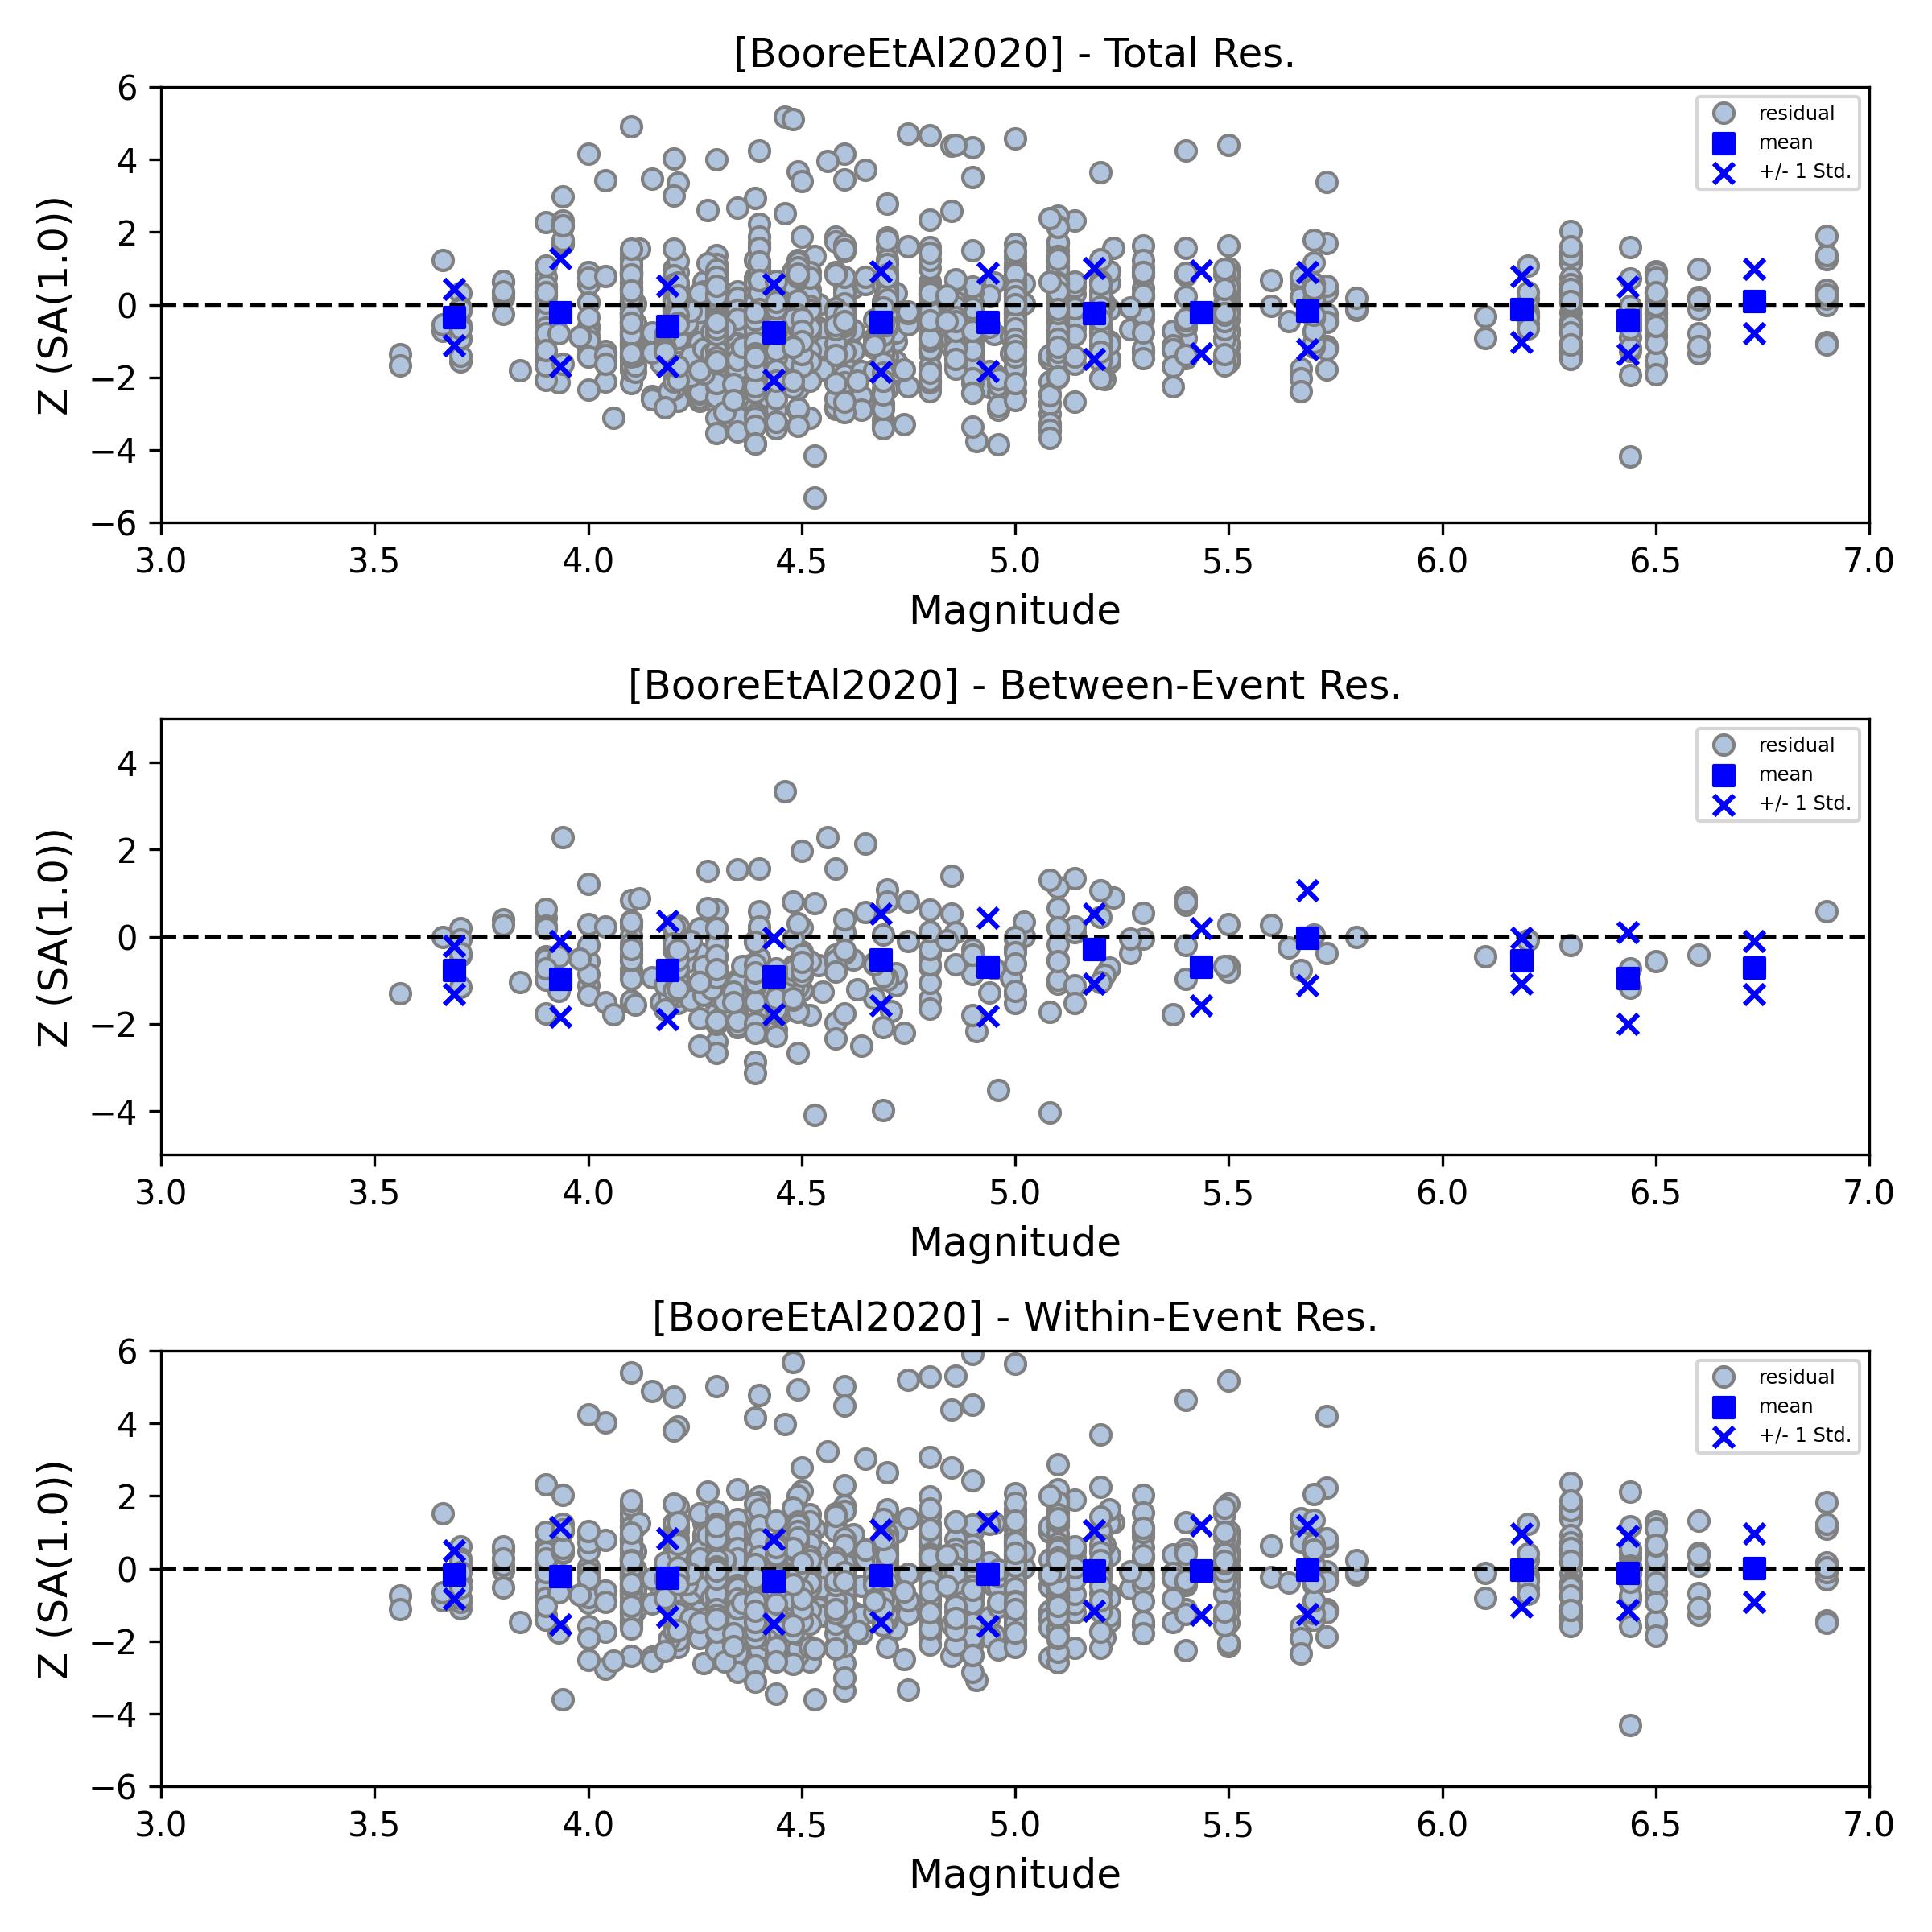 [BooreEtAl2020] - Total Res.
Z (SA(1.0))
6
4
2
0
−2
−4
−6
residual
mean
+/- 1 Std.
3.0 3.5 4.0 4.5 5.0 5.5 6.0 6.5 7.0
Magnitude
[BooreEtAl2020] - Between-Event Res.
Z (SA(1.0))
4
2
0
−2
−4
residual
mean
+/- 1 Std.
3.0 3.5 4.0 4.5 5.0 5.5 6.0 6.5 7.0
Magnitude
[BooreEtAl2020] - Within-Event Res.
Z (SA(1.0))
6
4
2
0
−2
−4
−6
residual
mean
+/- 1 Std.
3.0 3.5 4.0 4.5 5.0 5.5 6.0 6.5 7.0
Magnitude